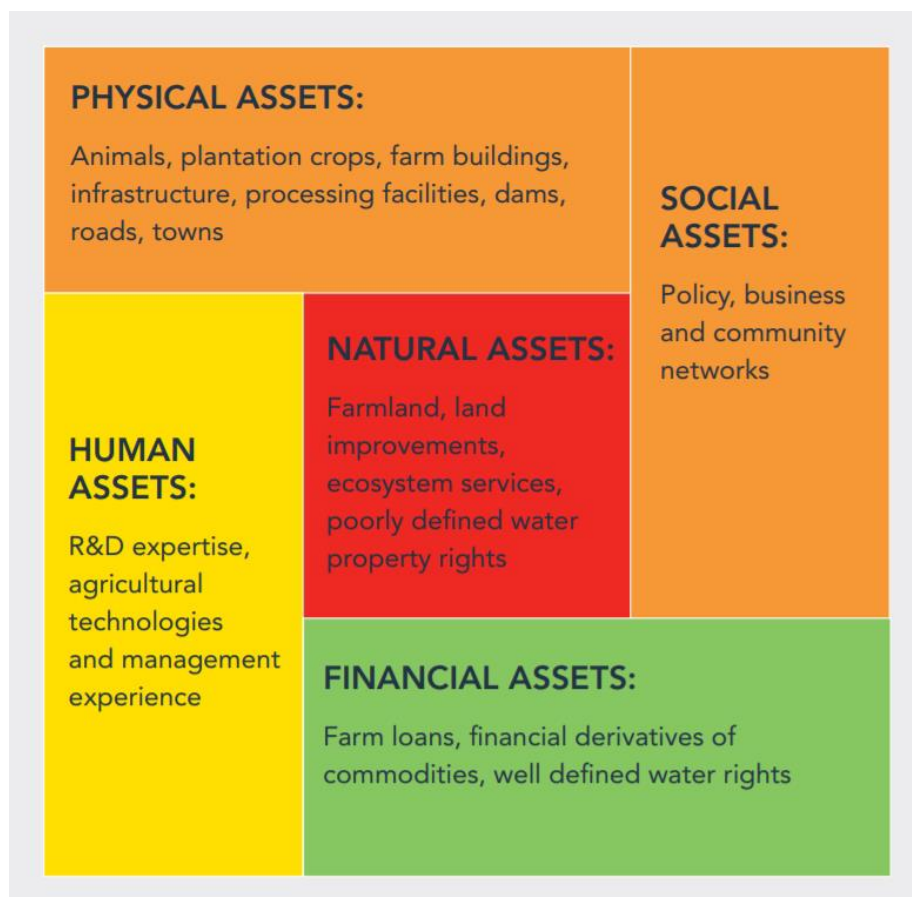 PHYSICAL ASSETS:
Animals, plantation crops, farm buildings,
infrastructure, processing facilities, dams,
roads, towns
SOCIAL
ASSETS:
Policy, business
and community
networks
NATURAL ASSETS:
Farmland, land
improvements,
ecosystem services,
poorly defined water
property rights
HUMAN
ASSETS:
R&D expertise,
agricultural
technologies
and management
experience
FINANCIAL ASSETS:
Farm loans, financial derivatives of
commodities, well defined water rights